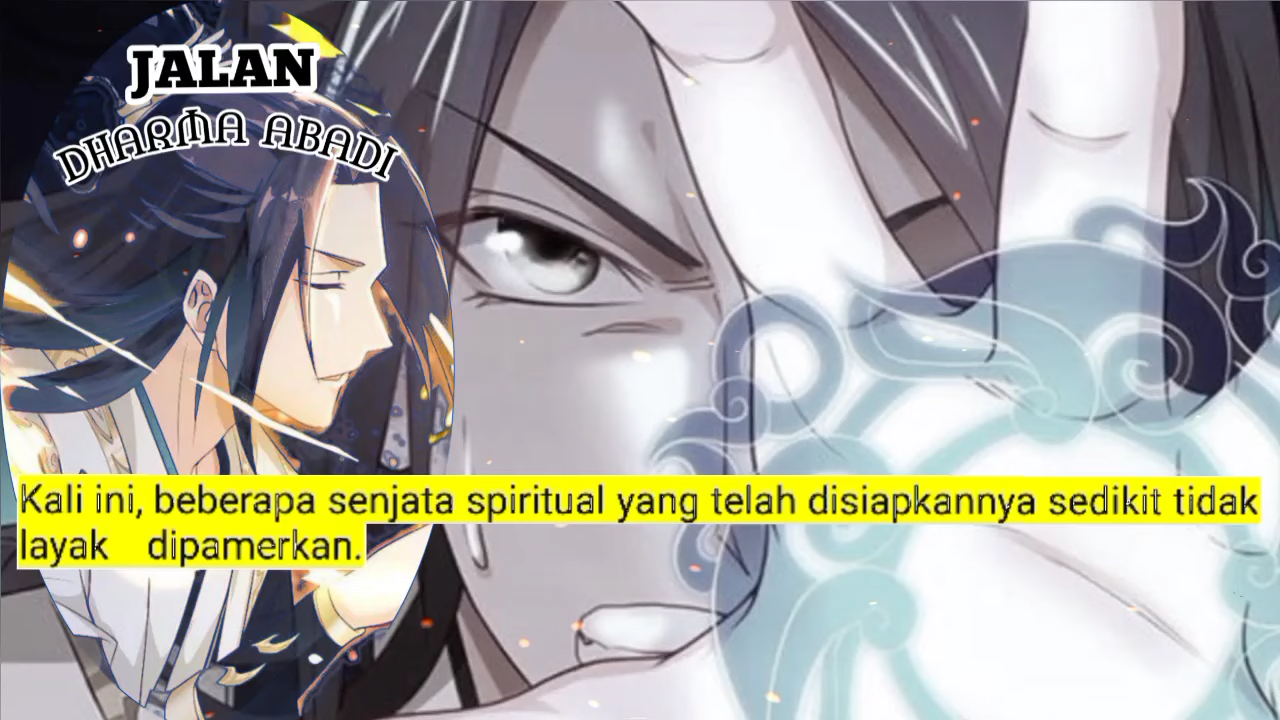 JALAN
DHARMA ABADI
Kali ini, beberapa senjata spiritual yang telah disiapkannya sedikit tidak
layak dipamerkan.